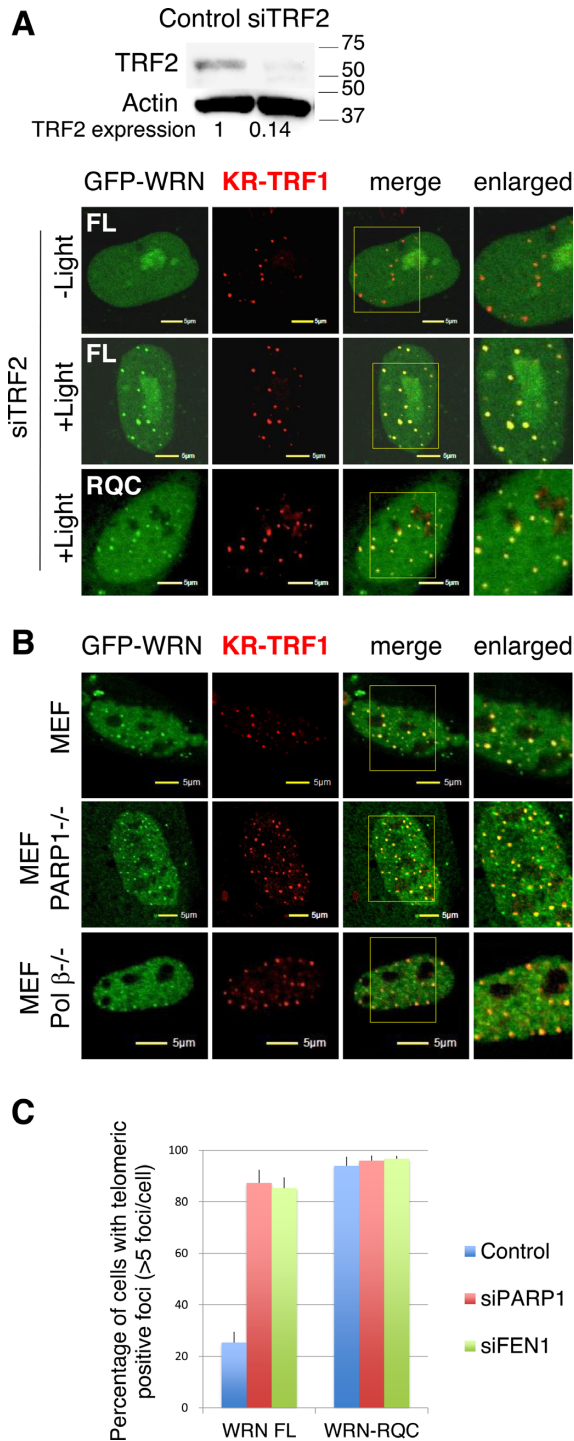 A
Control siTRF2
TRF2
Actin
75
50
50
37
TRF2 expression 1 0.14
GFP-WRN KR-TRF1 merge enlarged
siTRF2
-Light
FL
5µm 5µm 5µm
+Light
FL
5µm 5µm 5µm
+Light
RQC
5µm 5µm 5µm
B
GFP-WRN KR-TRF1 merge enlarged
MEF
5µm 5µm 5µm
MEF
PARP1-/-
5µm 5µm 5µm
MEF
Pol β-/-
5µm 5µm 5µm
C
Percentage of cells with telomeric
positive foci (>5 foci/cell)
100
80
60
40
20
0
WRN FL WRN-RQC
Control
siPARP1
siFEN1